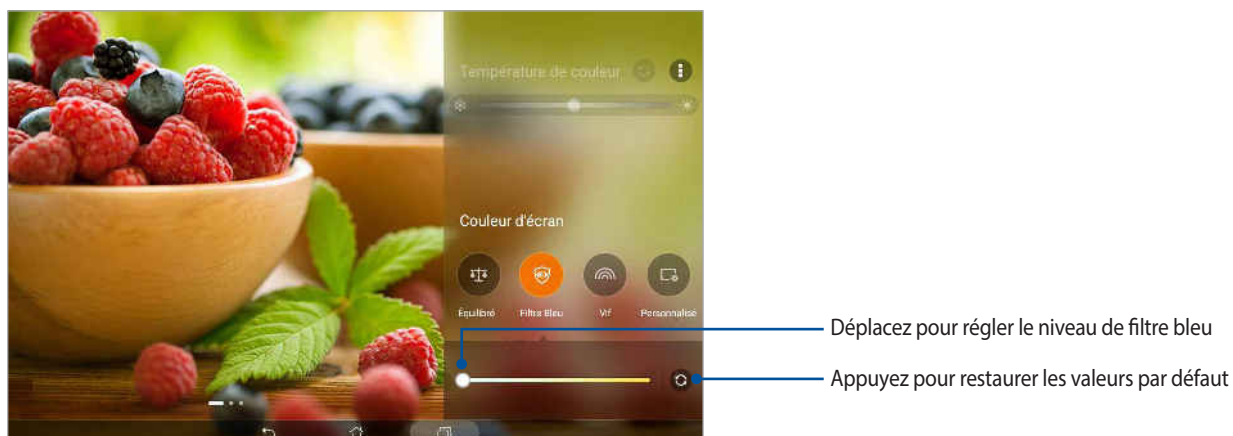 Température de couleur
Couleur d'écran
Équilibré
Filtre Bleu
Vif
Personnalisé
Déplacez pour régler le niveau de filtre bleu
Appuyez pour restaurer les valeurs par défaut